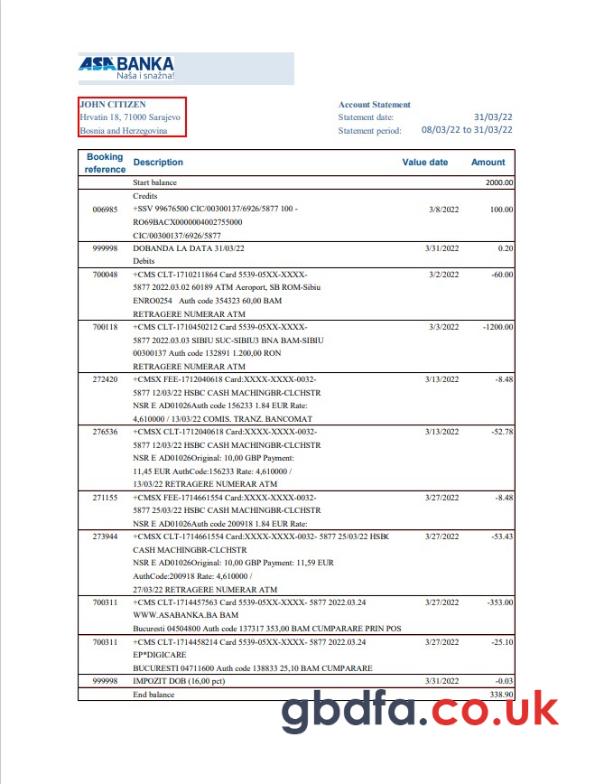 ASA BANKA
Naša i snažna!
JOHN CITIZEN
Hrvatin 18, 71000 Sarajevo
Bosnia and Herzegovina
Account Statement
Statement date: 31/03/22
Statement period: 08/03/22 to 31/03/22
Booking reference Description Value date Amount
Start balance 2000.00
Credits
006985 +SSV 99676500 CIC/00300137/6926/5877 100 - 3/8/2022 100.00
RO69BACX0000004002755000
CIC/00300137/6926/5877
999998 DOBANDA LA DATA 31/03/22 3/31/2022 0.20
Debits
700048 +CMS CLT-1710211864 Card 5539-05XX-XXXX- 3/2/2022 -60.00
5877 2022.03.02 60189 ATM Aeroport, SB ROM-Sibiu
ENRO0254 Auth code 354323 60,00 BAM
RETRAGERE NUMERAR ATM
700118 +CMS CLT-1710450212 Card 5539-05XX-XXXX- 3/3/2022 -1200.00
5877 2022.03.03 SIBIU SUC-SIBIU3 BNA BAM-SIBIU
00300137 Auth code 132891 1.200,00 RON
RETRAGERE NUMERAR ATM
272420 +CMSX FEE-1712040618 Card:XXXX-XXXX-0032- 3/13/2022 -8.48
5877 12/03/22 HSBC CASH MACHINGBR-CLCHSTR
NSR E AD01026Auth code 156233 1.84 EUR Rate:
4,610000 / 13/03/22 COMIS. TRANZ. BANCOMAT
276536 +CMSX CLT-1712040618 Card:XXXX-XXXX-0032- 3/13/2022 -52.78
5877 12/03/22 HSBC CASH MACHINGBR-CLCHSTR
NSR E AD01026Original: 10,00 GBP Payment:
11,45 EUR AuthCode:156233 Rate: 4,610000 /
13/03/22 RETRAGERE NUMERAR ATM
271155 +CMSX FEE-1714661554 Card:XXXX-XXXX-0032- 3/27/2022 -8.48
5877 25/03/22 HSBC CASH MACHINGBR-CLCHSTR
NSR E AD01026Auth code 200918 1.84 EUR Rate:
273944 +CMSX CLT-1714661554 Card:XXXX-XXXX-0032- 5877 25/03/22 HSBC 3/27/2022 -53.43
CASH MACHINGBR-CLCHSTR
NSR E AD01026Original: 10,00 GBP Payment: 11,59 EUR
AuthCode:200918 Rate: 4,610000 /
27/03/22 RETRAGERE NUMERAR ATM
700311 +CMS CLT-1714457563 Card 5539-05XX-XXXX- 5877 2022.03.24 3/27/2022 -353.00
WWW.ASABANKA.BA BAM
Bucuresti 04504800 Auth code 137317 353,00 BAM CUMPARARE PRIN POS
700311 +CMS CLT-1714458214 Card 5539-05XX-XXXX- 5877 2022.03.24 3/27/2022 -25.10
EP*DIGICARE
BUCURESTI 04711600 Auth code 138833 25,10 BAM CUMPARARE
999998 IMPOZIT DOB (16,00 pct) 3/31/2022 -0.03
End balance 338.90
gbdfa.co.uk